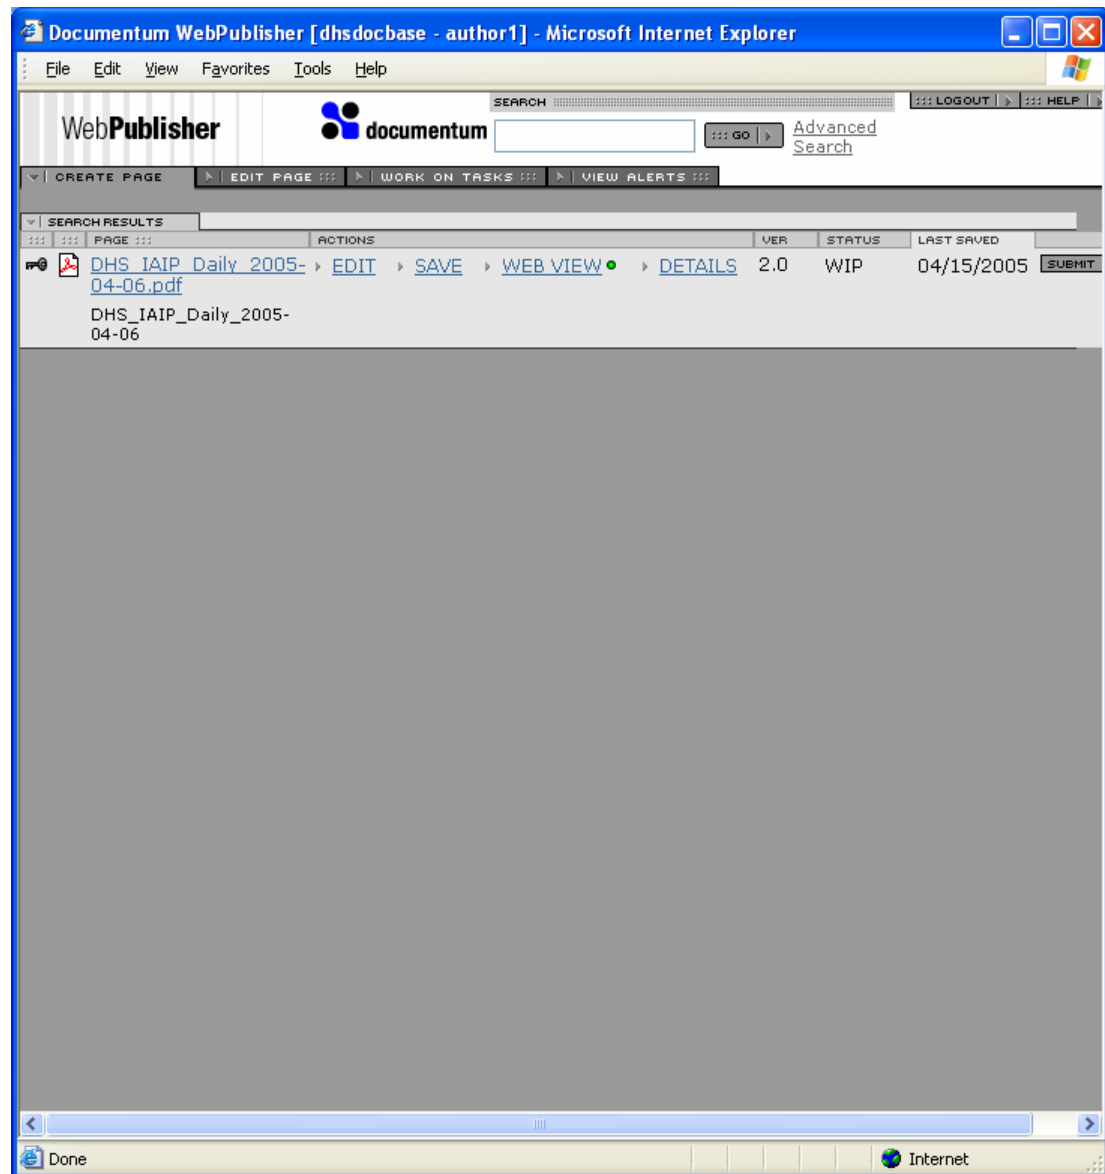 Documentum WebPublisher [dhsdocbase - author1] - Microsoft Internet Explorer
File Edit View Favorites Tools Help
SEARCH ::: LOGOUT ::: HELP
WebPublisher documentum ::: GO Advanced
Search
CREATE PAGE EDIT PAGE ::: WORK ON TASKS ::: VIEW ALERTS :::
SEARCH RESULTS
::: ::: PAGE ::: ACTIONS VER STATUS LAST SAVED
DHS_IAIP_Daily_2005- EDIT SAVE WEB VIEW DETAILS 2.0 WIP 04/15/2005 SUBMIT
04-06.pdf
DHS_IAIP_Daily_2005-
04-06
Done Internet